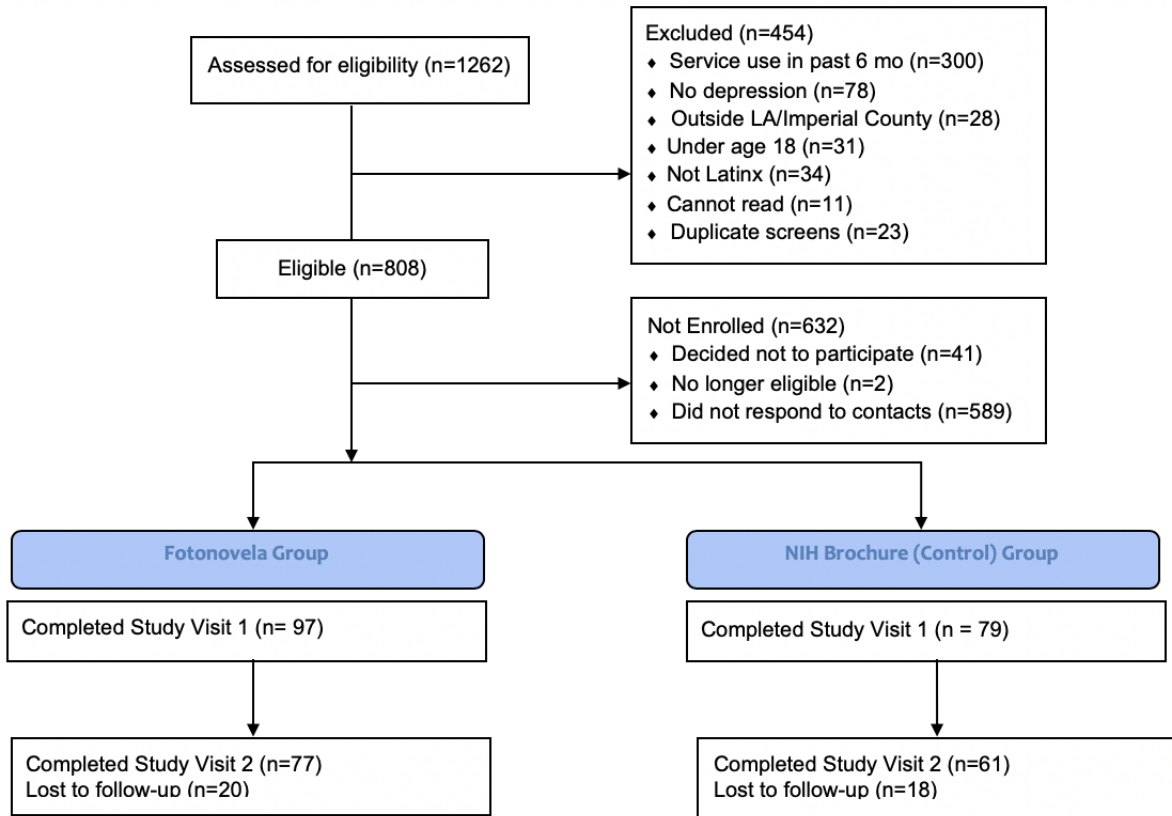 Assessed for eligibility (n=1262)
Excluded (n=454)
♦ Service use in past 6 mo (n=300)
♦ No depression (n=78)
♦ Outside LA/Imperial County (n=28)
♦ Under age 18 (n=31)
♦ Not Latinx (n=34)
♦ Cannot read (n=11)
♦ Duplicate screens (n=23)
Eligible (n=808)
Not Enrolled (n=632)
♦ Decided not to participate (n=41)
♦ No longer eligible (n=2)
♦ Did not respond to contacts (n=589)
Fotonovela Group
NIH Brochure (Control) Group
Completed Study Visit 1 (n= 97)
Completed Study Visit 1 (n = 79)
Completed Study Visit 2 (n=77)
Lost to follow-up (n=20)
Completed Study Visit 2 (n=61)
Lost to follow-up (n=18)